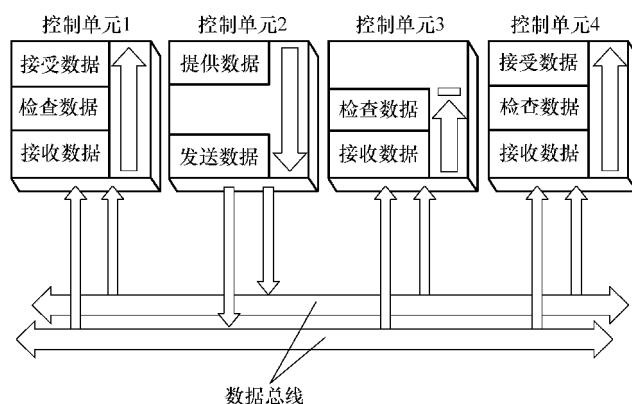 控制单元1 控制单元2 控制单元3 控制单元4
接受数据 提供数据 接受数据
检查数据 检查数据 检查数据
接收数据 发送数据 接收数据 接收数据
数据总线